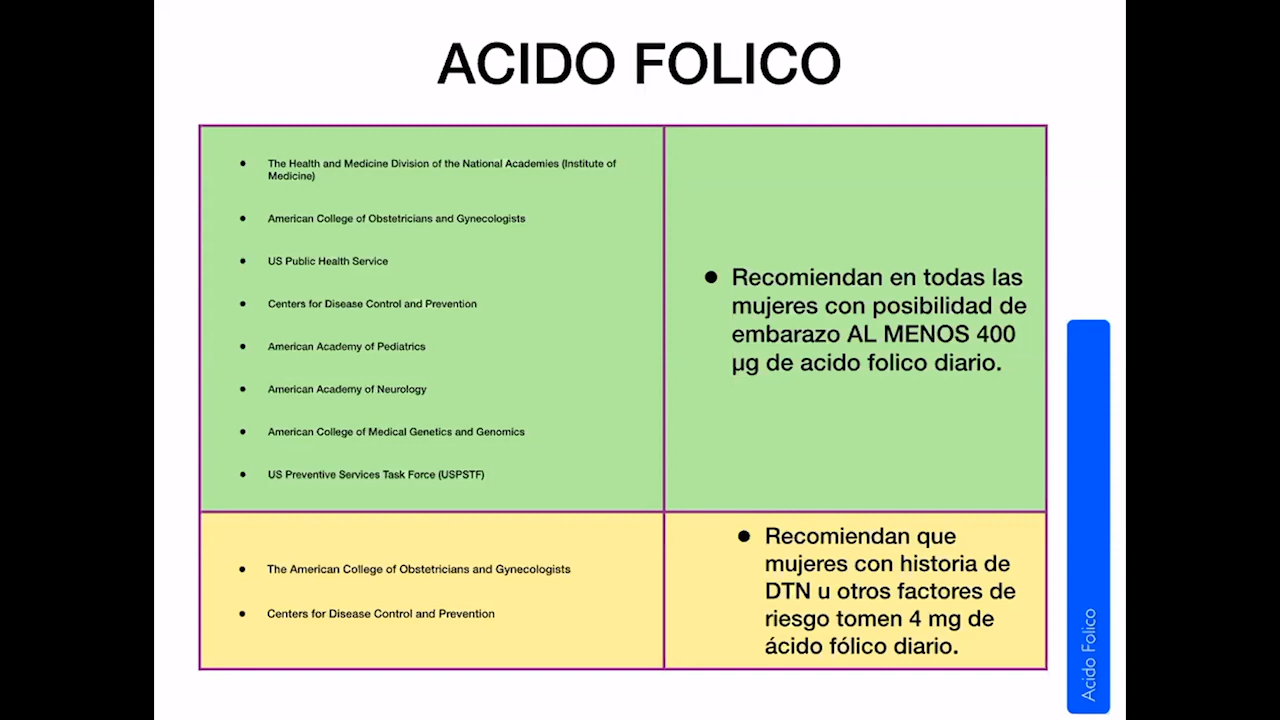 ACIDO FOLICO
● The Health and Medicine Division of the National Academies (Institute of
Medicine)
● American College of Obstetricians and Gynecologists
● US Public Health Service
● Centers for Disease Control and Prevention
● American Academy of Pediatrics
● American Academy of Neurology
● American College of Medical Genetics and Genomics
● US Preventive Services Task Force (USPSTF)
● Recomiendan en todas las
mujeres con posibilidad de
embarazo AL MENOS 400
µg de acido folico diario.
● The American College of Obstetricians and Gynecologists
● Centers for Disease Control and Prevention
● Recomiendan que
mujeres con historia de
DTN u otros factores de
riesgo tomen 4 mg de
ácido fólico diario.
Acido Folico